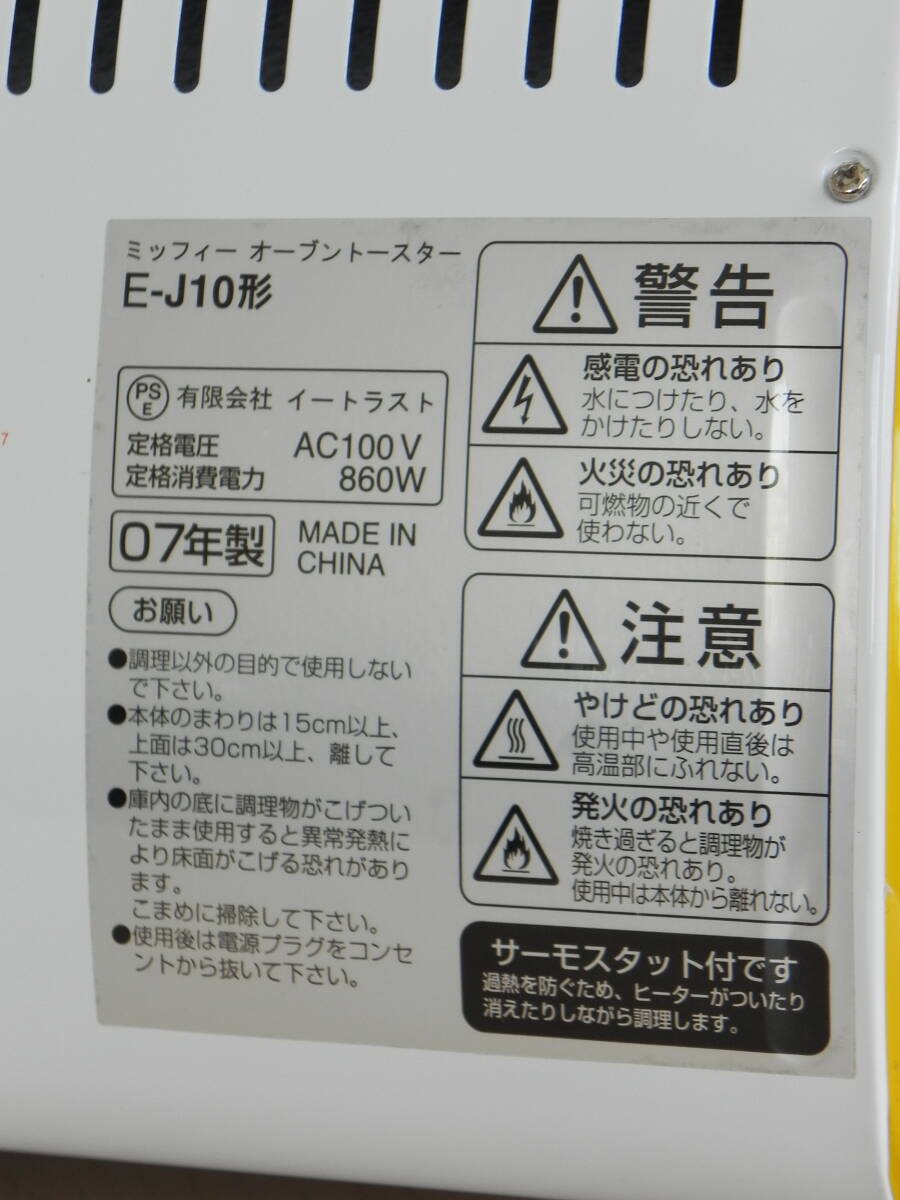 ミッフィー オーブントースター
E-J10形
PS
E
有限会社 イートラスト
定格電圧 AC100V
定格消費電力 860W
07年製
MADE IN
CHINA
お願い
●調理以外の目的で使用しない
で下さい。
●本体のまわりは15cm以上、
上面は30cm以上、離して
下さい。
●庫内の底に調理物がこげつい
たまま使用すると異常発熱に
より床面がこげる恐れがあり
ます。
こまめに掃除して下さい。
●使用後は電源プラグをコンセ
ントから抜いて下さい。
警告
感電の恐れあり
水につけたり、水を
かけたりしない。
火災の恐れあり
可燃物の近くで
使わない。
注意
やけどの恐れあり
使用中や使用直後は
高温部にふれない。
発火の恐れあり
焼き過ぎると調理物が
発火の恐れあり。
使用中は本体から離れない。
サーモスタット付です
過熱を防ぐため、ヒーターがついたり
消えたりしながら調理します。
7